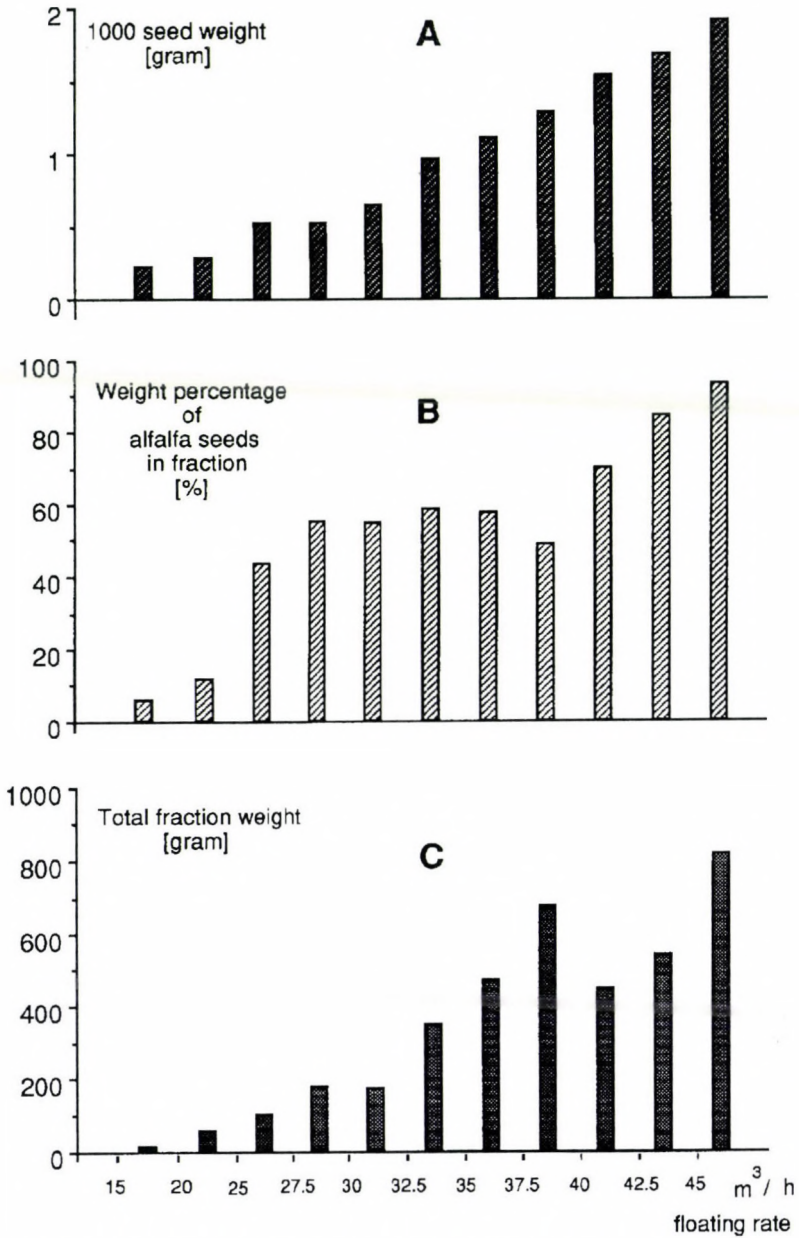 2
1000 seed weight
[gram]
A
1
0
100
Weight percentage
of
alfalfa seeds
in fraction
[%]
B
80
60
40
20
0
1000
Total fraction weight
[gram]
C
800
600
400
200
0
15 20 25 27.5 30 32.5 35 37.5 40 42.5 45 m³/ h
floating rate